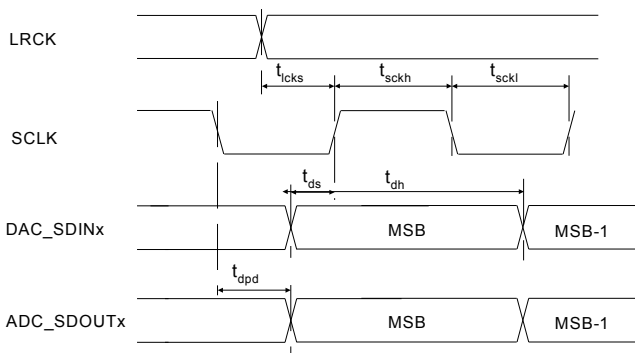 LRCK
t_lcks t_sckh t_sckl
SCLK
t_ds t_dh
DAC_SDINx MSB MSB-1
t_dpd
ADC_SDOUTx MSB MSB-1